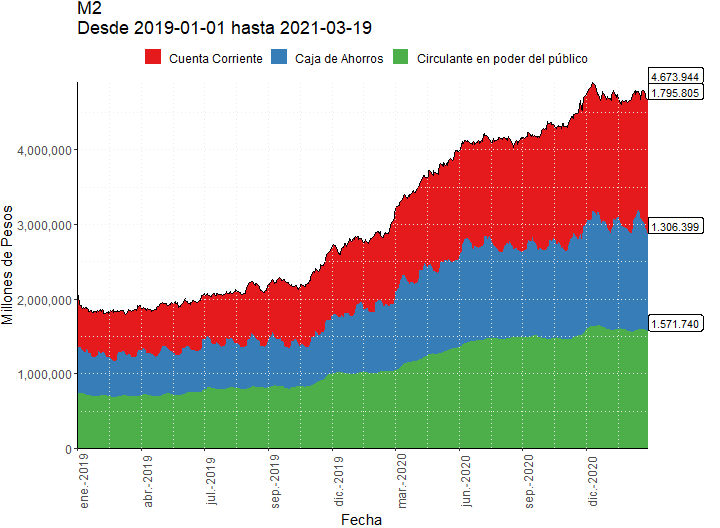 M2
Desde 2019-01-01 hasta 2021-03-19
Cuenta Corriente Caja de Ahorros Circulante en poder del público
4.673.944
1.795.805
1.306.399
1.571.740
Millones de Pesos
4,000,000
3,000,000
2,000,000
1,000,000
0
ene.-2019
abr.-2019
jul.-2019
sep.-2019
dic.-2019
mar.-2020
jun.-2020
sep.-2020
dic.-2020
Fecha